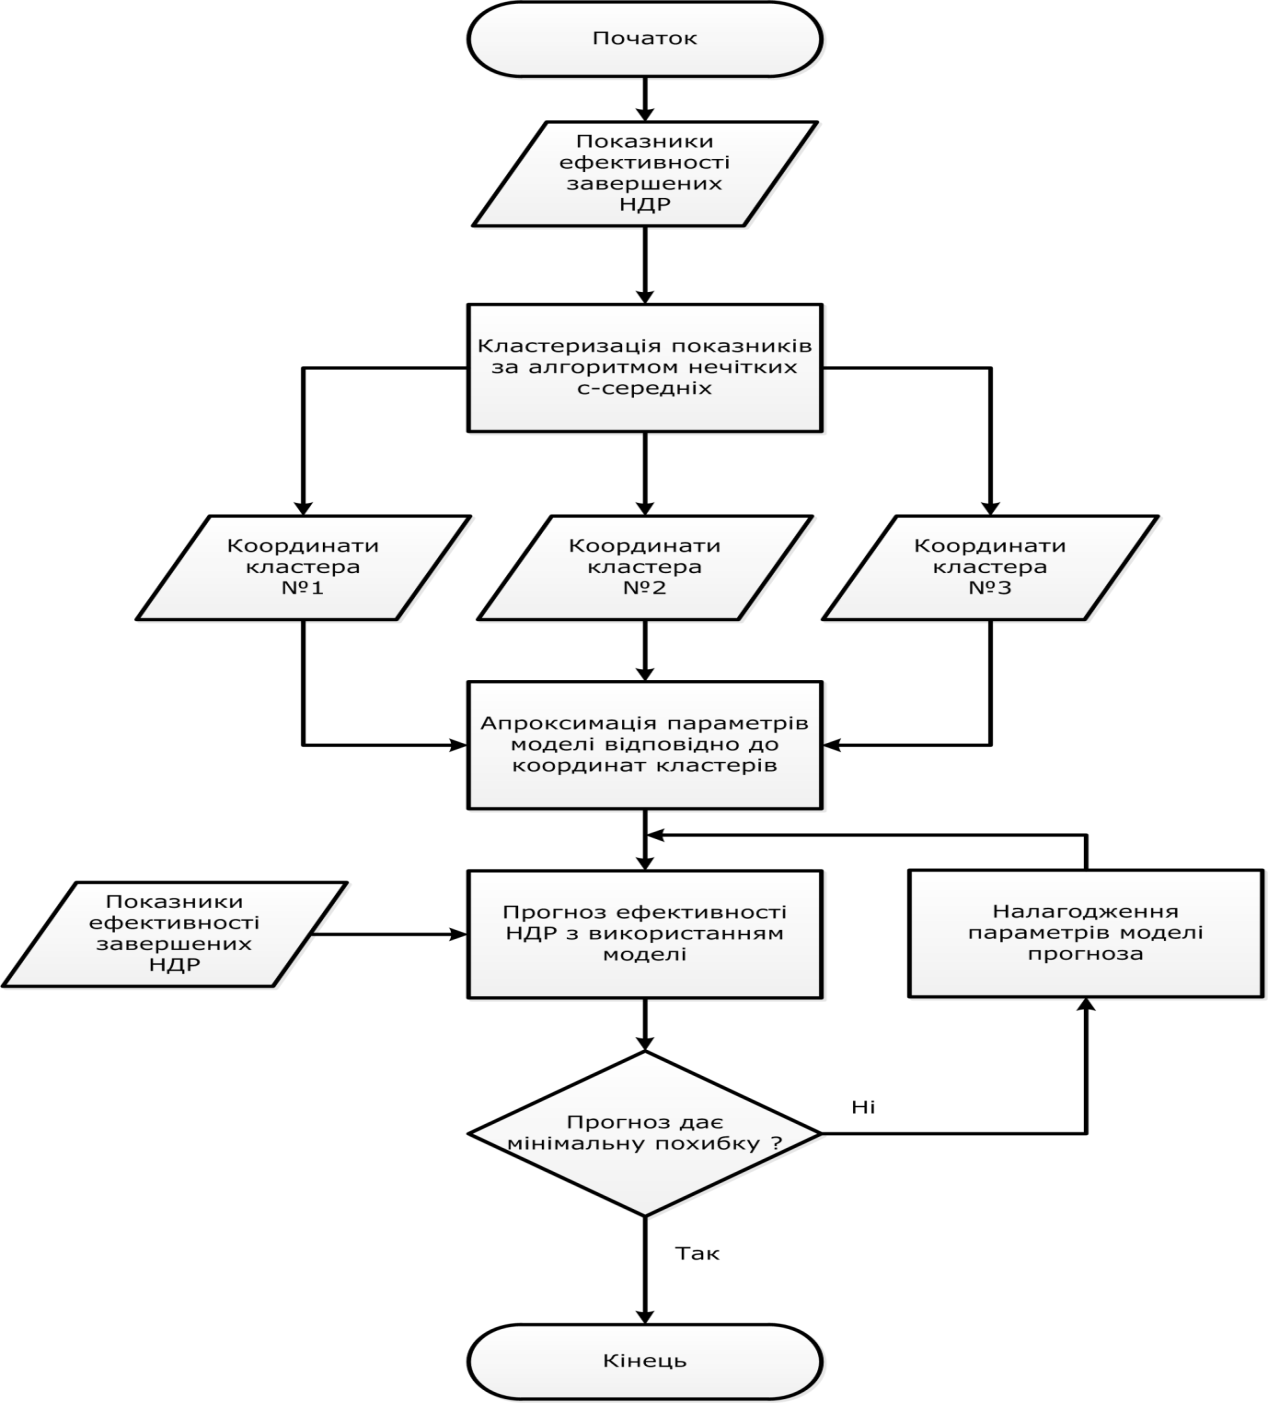 Початок
Показники
ефективності
завершених
НДР
Кластеризація показників
за алгоритмом нечітких
с-середніх
Координати
кластера
№1
Координати
кластера
№2
Координати
кластера
№3
Апроксимація параметрів
моделі відповідно до
координат кластерів
Показники
ефективності
завершених
НДР
Прогноз ефективності
НДР з використанням
моделі
Налагодження
параметрів моделі
прогноза
Прогноз дає
мінімальну похибку ?
Ні
Так
Кінець